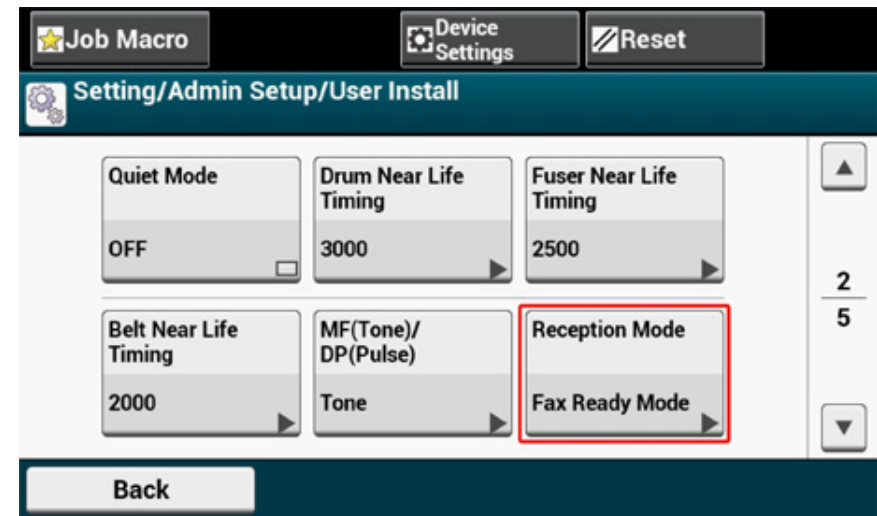 Job Macro
Device
Settings
Reset
Setting/Admin Setup/User Install
Quiet Mode
OFF
Drum Near Life
Timing
3000
Fuser Near Life
Timing
2500
Belt Near Life
Timing
2000
MF(Tone)/
DP(Pulse)
Tone
Reception Mode
Fax Ready Mode
2
5
Back